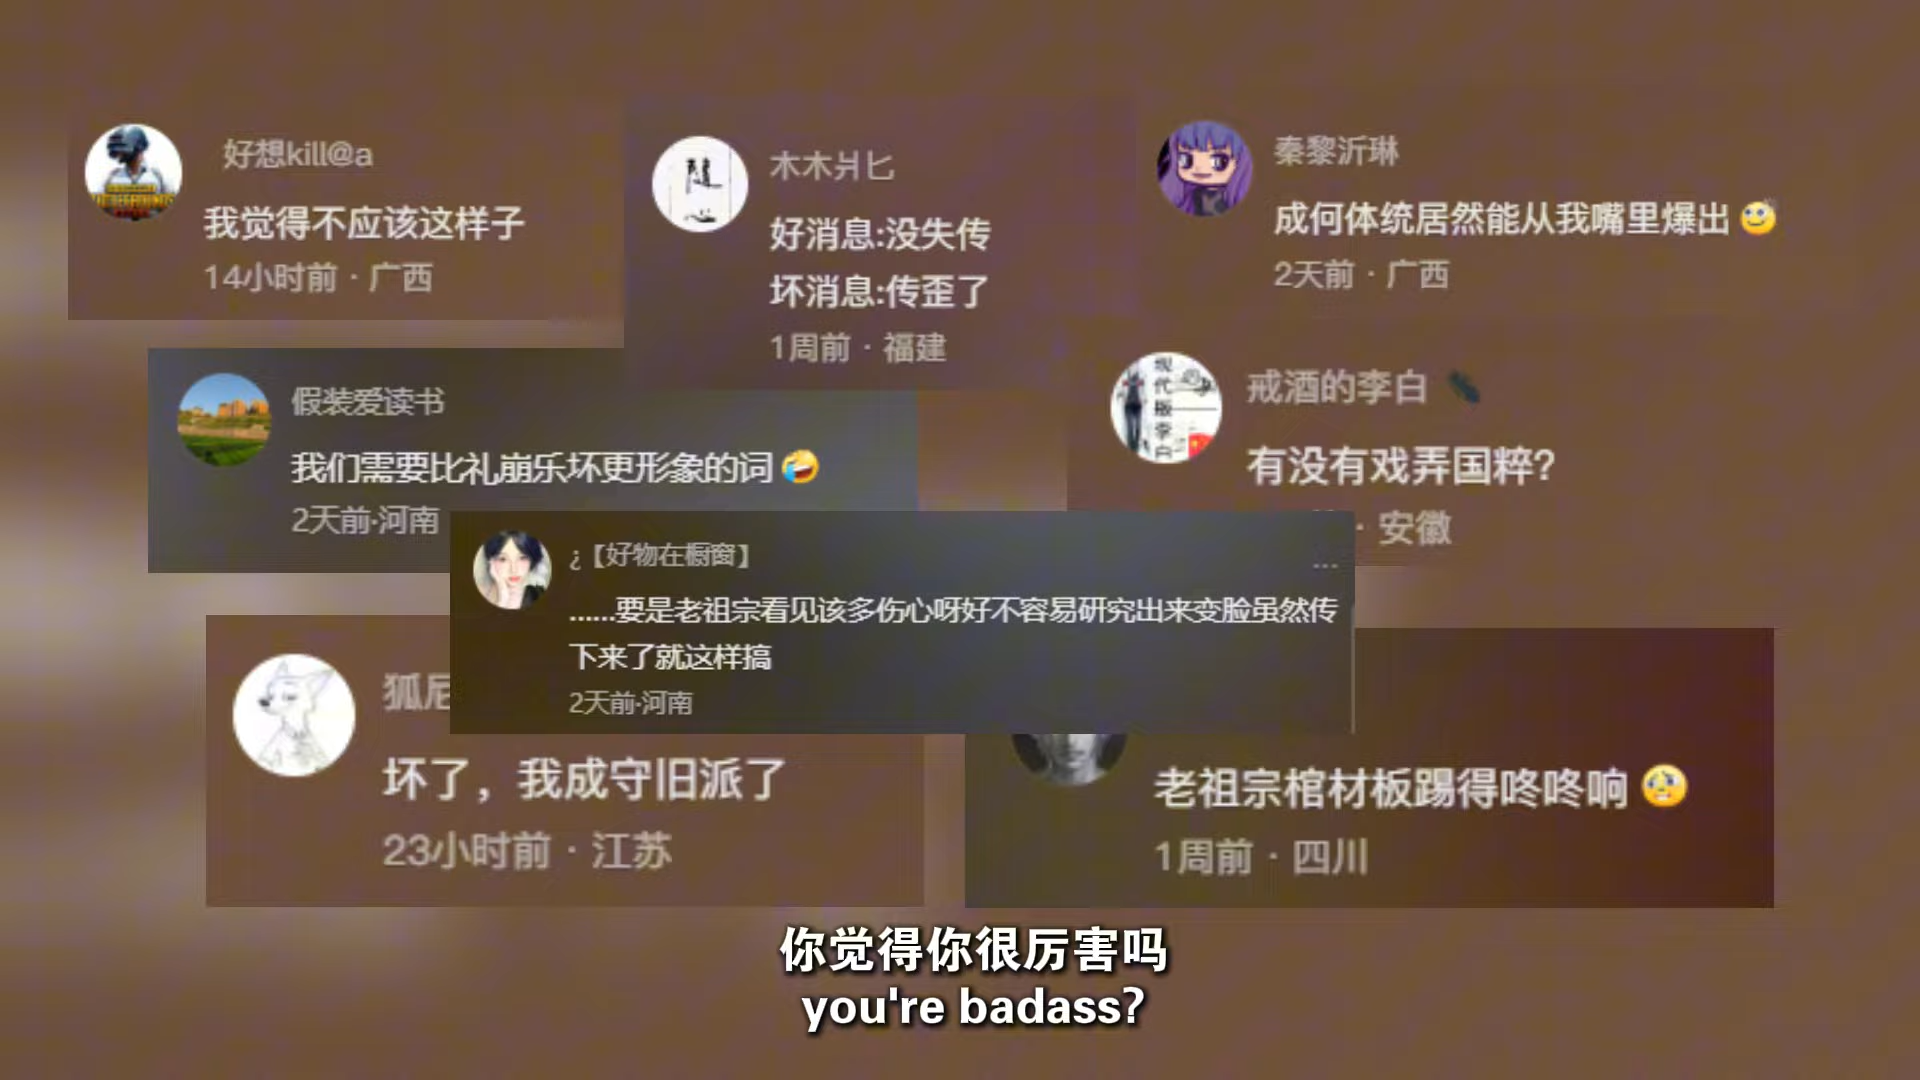 好想kill@a
我觉得不应该这样子
14小时前 · 广西
木木爿匕
好消息:没失传
坏消息:传歪了
1周前 · 福建
秦黎沂琳
成何体统居然能从我嘴里爆出
2天前 · 广西
假装爱读书
我们需要比礼崩乐坏更形象的词
2天前·河南
戒酒的李白
有没有戏弄国粹?
· 安徽
¿【好物在橱窗】
......要是老祖宗看见该多伤心呀好不容易研究出来变脸虽然传
下来了就这样搞
2天前·河南
狐尼
坏了，我成守旧派了
23小时前 · 江苏
老祖宗棺材板踢得咚咚响
1周前 · 四川
你觉得你很厉害吗
you're badass?